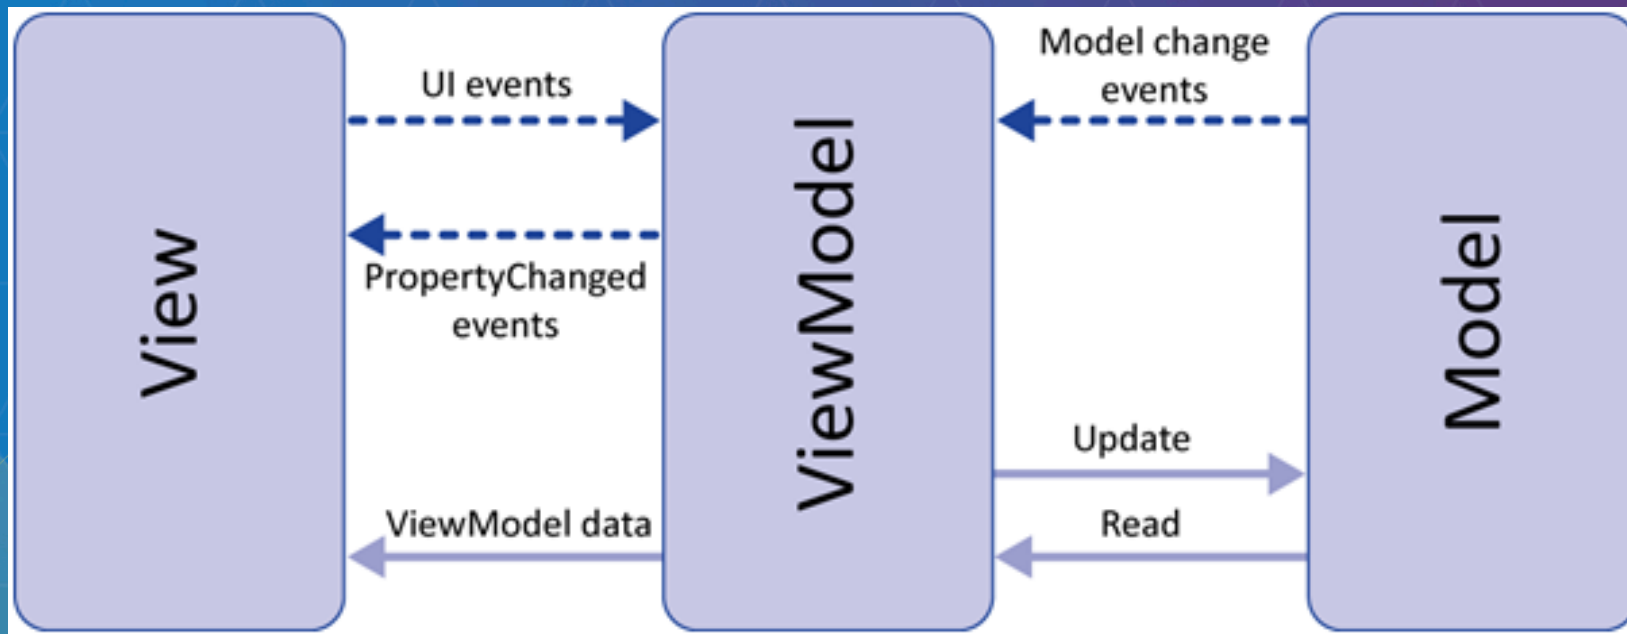 View
UI events
PropertyChanged
events
ViewModel data
ViewModel
Model change
events
Update
Read
Model